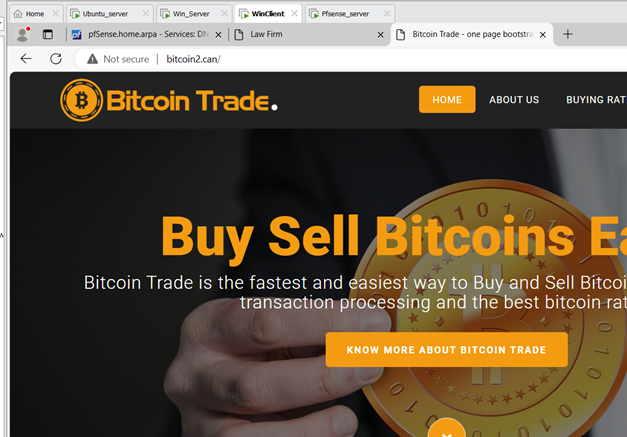 Home Ubuntu_server Win_Server WinClient Pfsense_server
pfSense.home.arpa - Services: DN Law Firm Bitcoin Trade - one page bootstra
Not secure | bitcoin2.can/
Bitcoin Trade. HOME ABOUT US BUYING RAT
Buy Sell Bitcoins Ea
Bitcoin Trade is the fastest and easiest way to Buy and Sell Bitcoi
transaction processing and the best bitcoin rat
KNOW MORE ABOUT BITCOIN TRADE